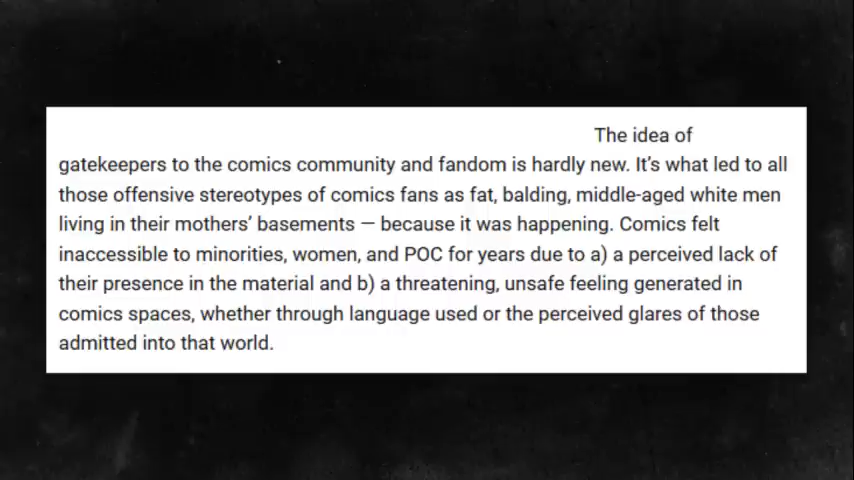 The idea of
gatekeepers to the comics community and fandom is hardly new. It's what led to all
those offensive stereotypes of comics fans as fat, balding, middle-aged white men
living in their mothers' basements — because it was happening. Comics felt
inaccessible to minorities, women, and POC for years due to a) a perceived lack of
their presence in the material and b) a threatening, unsafe feeling generated in
comics spaces, whether through language used or the perceived glares of those
admitted into that world.